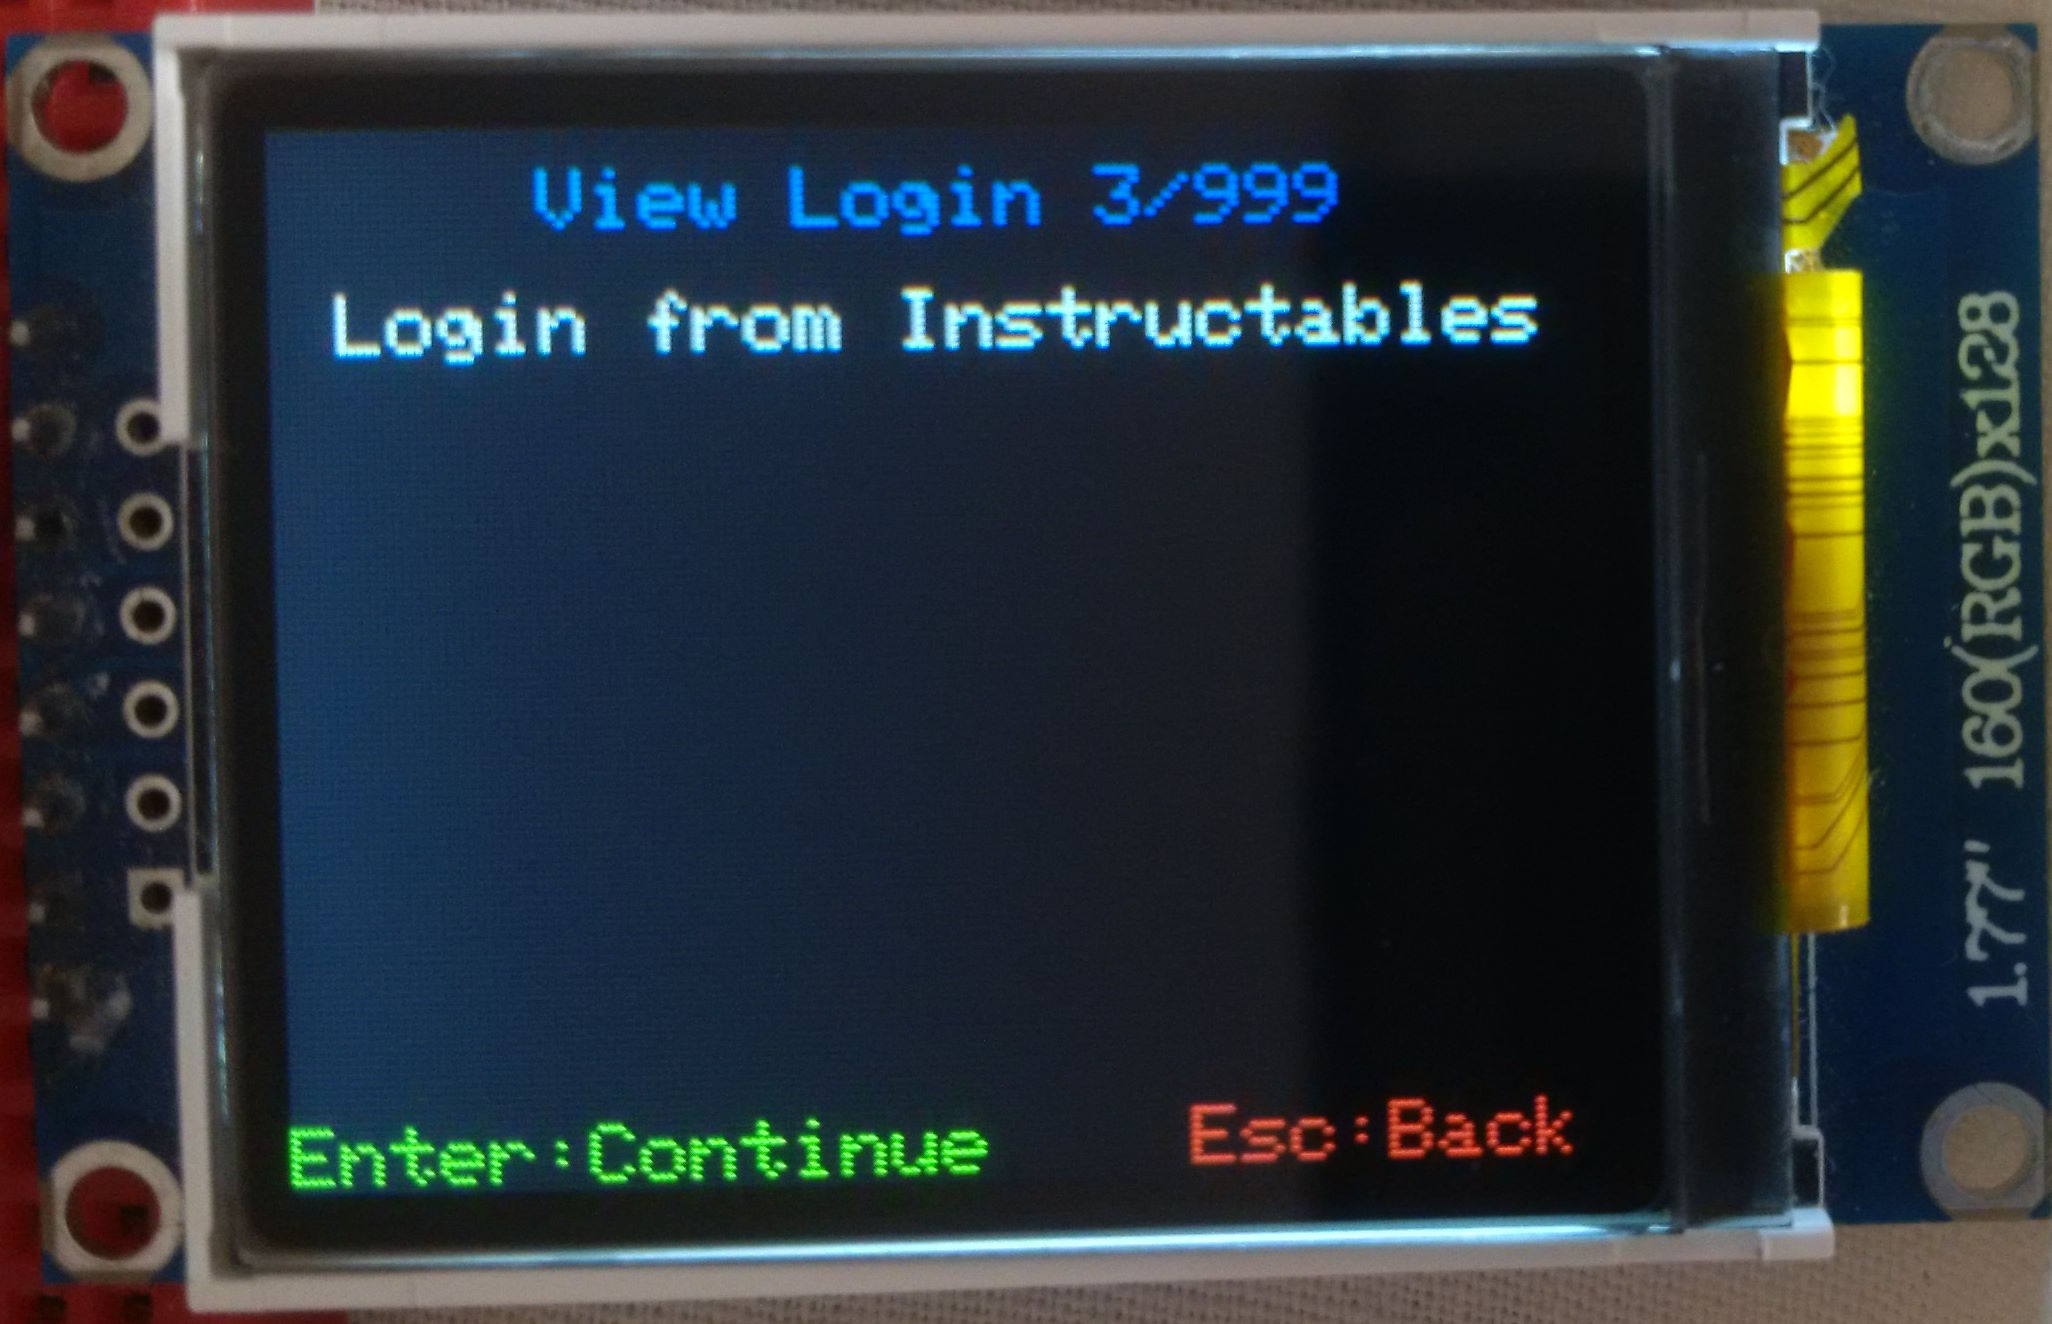 View Login 3/999
Login from Instructables
Enter:Continue Esc:Back
1.77" 160(RGB)x128